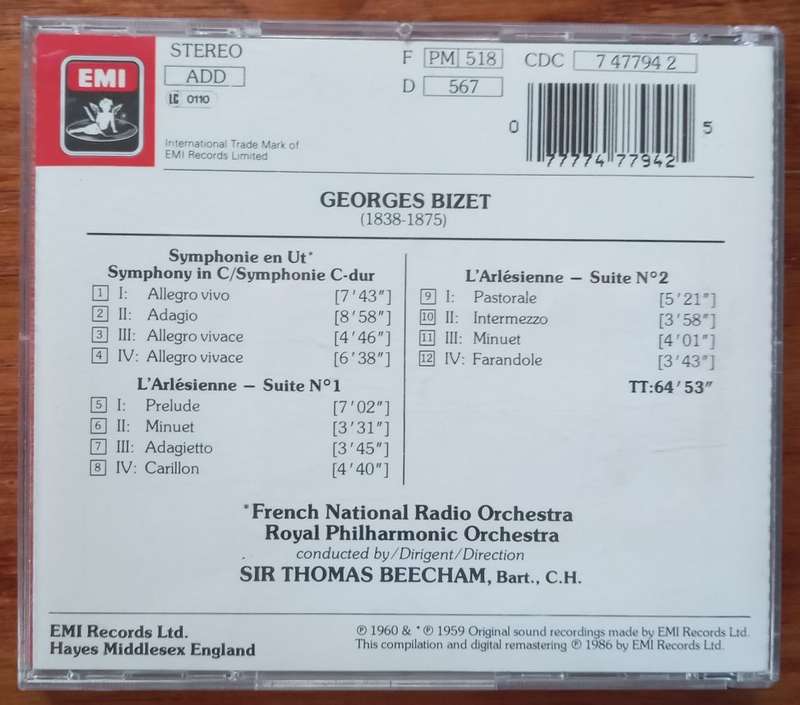 EMI
STEREO
ADD
LC 0110
International Trade Mark of
EMI Records Limited
F PM 518 CDC 7 47794 2
D 567
0 77774 77942 5
GEORGES BIZET
(1838-1875)
Symphonie en Ut*
Symphony in C/Symphonie C-dur
1 I: Allegro vivo [7'43"]
2 II: Adagio [8'58"]
3 III: Allegro vivace [4'46"]
4 IV: Allegro vivace [6'38"]
L'Arlésienne – Suite Nº1
5 I: Prelude [7'02"]
6 II: Minuet [3'31"]
7 III: Adagietto [3'45"]
8 IV: Carillon [4'40"]
L'Arlésienne – Suite Nº2
9 I: Pastorale [5'21"]
10 II: Intermezzo [3'58"]
11 III: Minuet [4'01"]
12 IV: Farandole [3'43"]
TT:64'53"
*French National Radio Orchestra
Royal Philharmonic Orchestra
conducted by/Dirigent/Direction
SIR THOMAS BEECHAM, Bart., C.H.
EMI Records Ltd.
Hayes Middlesex England
℗ 1960 & *℗ 1959 Original sound recordings made by EMI Records Ltd.
This compilation and digital remastering ℗ 1986 by EMI Records Ltd.